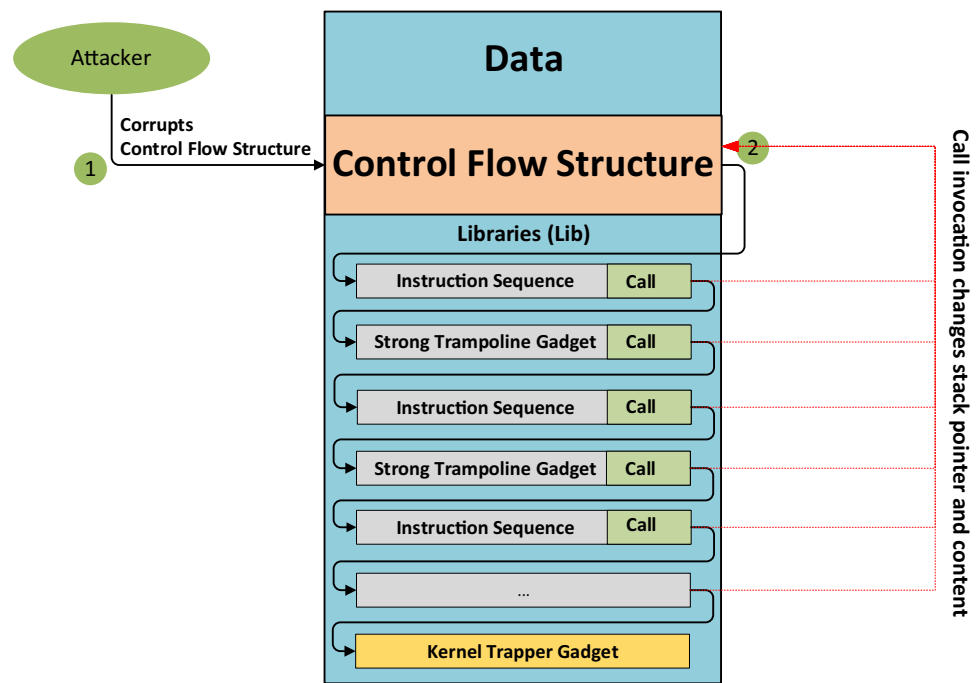 Attacker
Data
Corrupts
Control Flow Structure
1
Control Flow Structure
2
Libraries (Lib)
Instruction Sequence Call
Strong Trampoline Gadget Call
Instruction Sequence Call
Strong Trampoline Gadget Call
Instruction Sequence Call
...
Kernel Trapper Gadget
Call invocation changes stack pointer and content